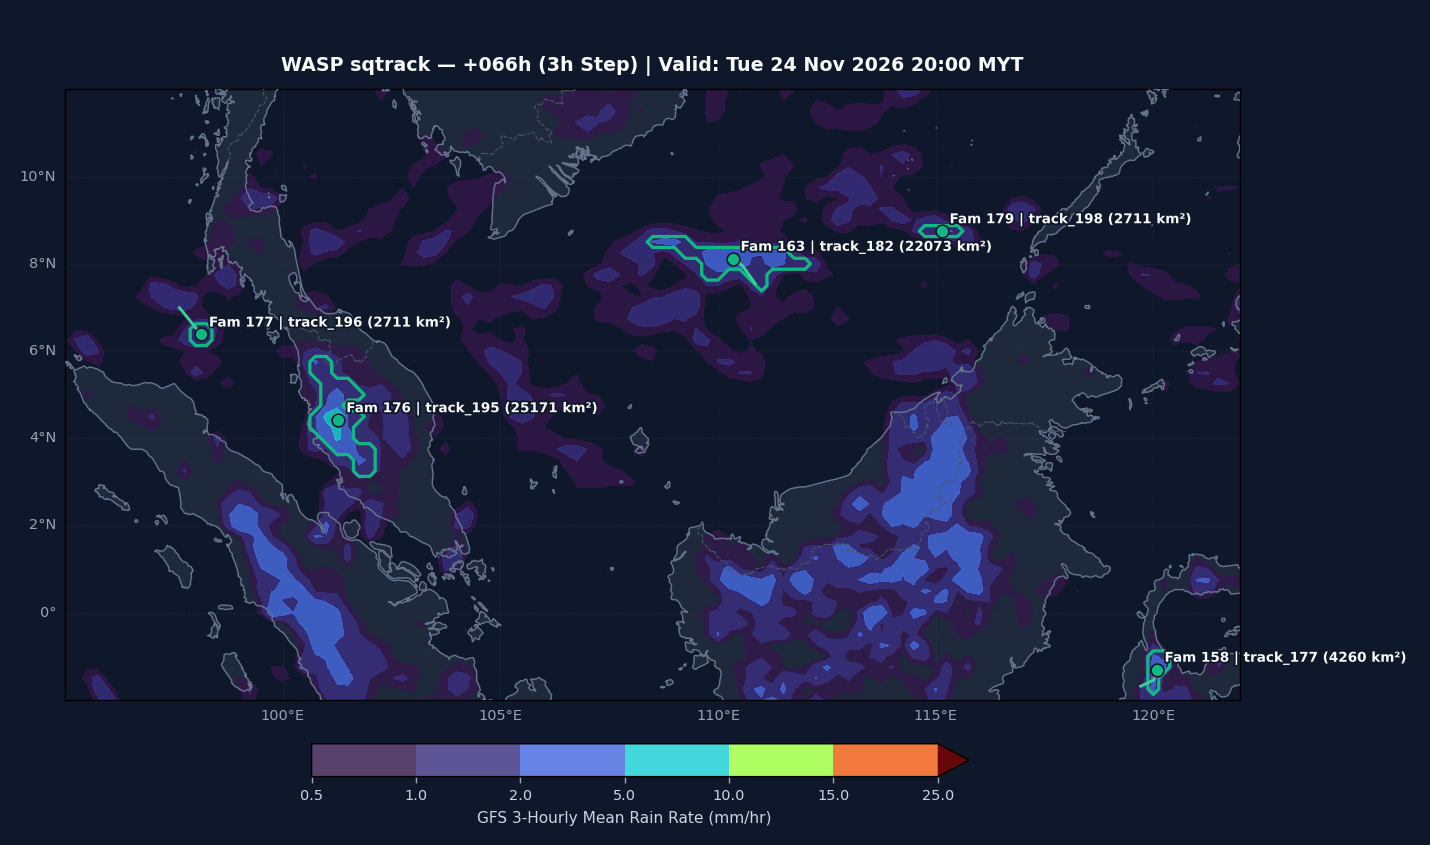 WASP sqtrack — +066h (3h Step) | Valid: Tue 24 Nov 2026 20:00 MYT
10°N
Fam 179 | track_198 (2711 km²)
Fam 163 | track_182 (22073 km²)
8°N
Fam 177 | track_196 (2711 km²)
6°N
Fam 176 | track_195 (25171 km²)
4°N
2°N
0°
Fam 158 | track_177 (4260 km²)
100°E 105°E 110°E 115°E 120°E
0.5 1.0 2.0 5.0 10.0 15.0 25.0
GFS 3-Hourly Mean Rain Rate (mm/hr)